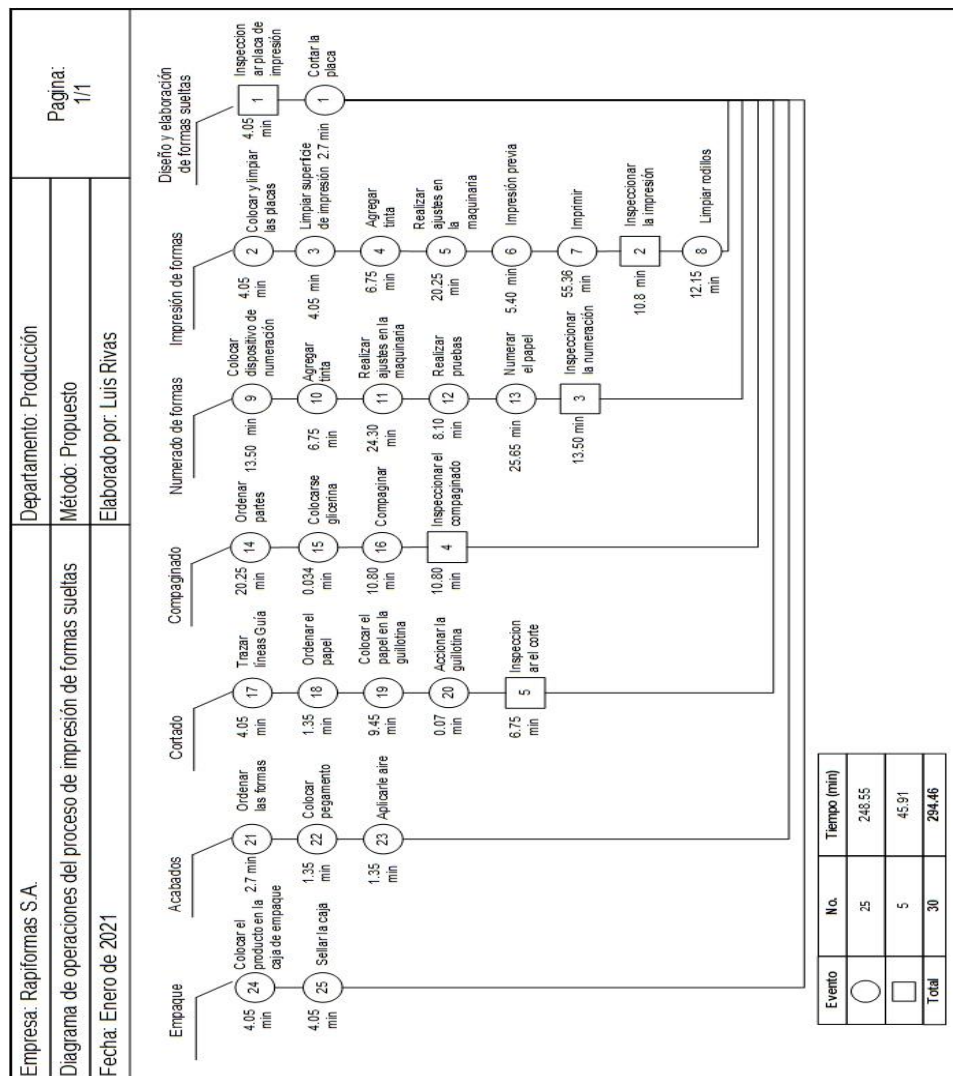 Empresa: Rapiformas S.A.
Departamento: Producción
Pagina:
1/1
Diagrama de operaciones del proceso de impresión de formas sueltas
Método: Propuesto
Fecha: Enero de 2021
Elaborado por: Luis Rivas
Empaque
4.05
min
24
Colocar el
producto en la
caja de empaque
4.05
min
25
Sellar la caja
Acabados
2.7 min
21
Ordenar
las formas
1.35
min
22
Colocar
pegamento
1.35
min
23
Aplicarle aire
Cortado
4.05
min
17
Trazar
líneas Guía
1.35
min
18
Ordenar el
papel
9.45
min
19
Colocar el
papel en la
guillotina
0.07
min
20
Accionar la
guillotina
6.75
min
5
Inspeccion
ar el corte
Compaginado
20.25
min
14
Ordenar
partes
0.034
min
15
Colocarse
glicerina
10.80
min
16
Compaginar
10.80
min
4
Inspeccionar el
compaginado
Numerado de formas
13.50 min
9
Colocar
dispositivo de
numeración
6.75
min
10
Agregar
tinta
24.30
min
11
Realizar
ajustes en la
maquinaria
8.10
min
12
Realizar
pruebas
25.65
min
13
Numerar
el papel
13.50 min
3
Inspeccionar
la numeración
Impresión de formas
4.05
min
2
Colocar y limpiar
las placas
4.05 min
3
Limpiar superficie
de impresión
6.75
min
4
Agregar
tinta
20.25
min
5
Realizar
ajustes en
la
maquinaria
5.40 min
6
Impresión previa
55.36
min
7
Imprimir
10.8 min
2
Inspeccionar
la impresión
12.15
min
8
Limpiar rodillos
Diseño y elaboración
de formas sueltas
4.05
min
1
Inspeccion
ar placa de
impresión
2.7 min
1
Cortar la
placa
Evento
No.
Tiempo (min)
25
248.55
5
45.91
Total
30
294.46